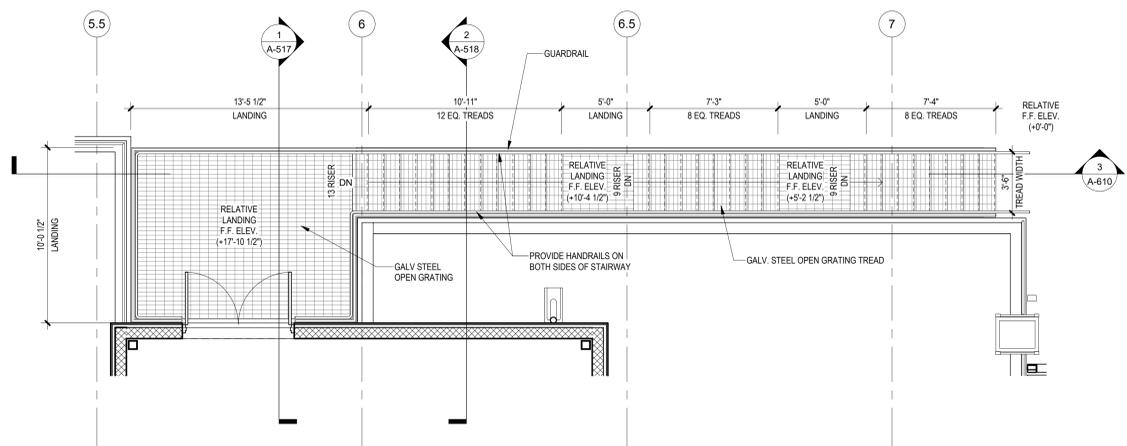 5.5
6
6.5
7
1
A-517
2
A-518
GUARDRAIL
13'-5 1/2"
LANDING
10'-11"
12 EQ. TREADS
5'-0"
LANDING
7'-3"
8 EQ. TREADS
5'-0"
LANDING
7'-4"
8 EQ. TREADS
RELATIVE
F.F. ELEV.
(+0'-0")
10'-0 1/2"
LANDING
13 RISER
DN
RELATIVE
LANDING
F.F. ELEV.
(+10'-4 1/2")
9 RISER
DN
RELATIVE
LANDING
F.F. ELEV.
(+5'-2 1/2")
9 RISER
DN
3'-6"
TREAD WIDTH
3
A-610
RELATIVE
LANDING
F.F. ELEV.
(+17'-10 1/2")
GALV STEEL
OPEN GRATING
PROVIDE HANDRAILS ON
BOTH SIDES OF STAIRWAY
GALV. STEEL OPEN GRATING TREAD